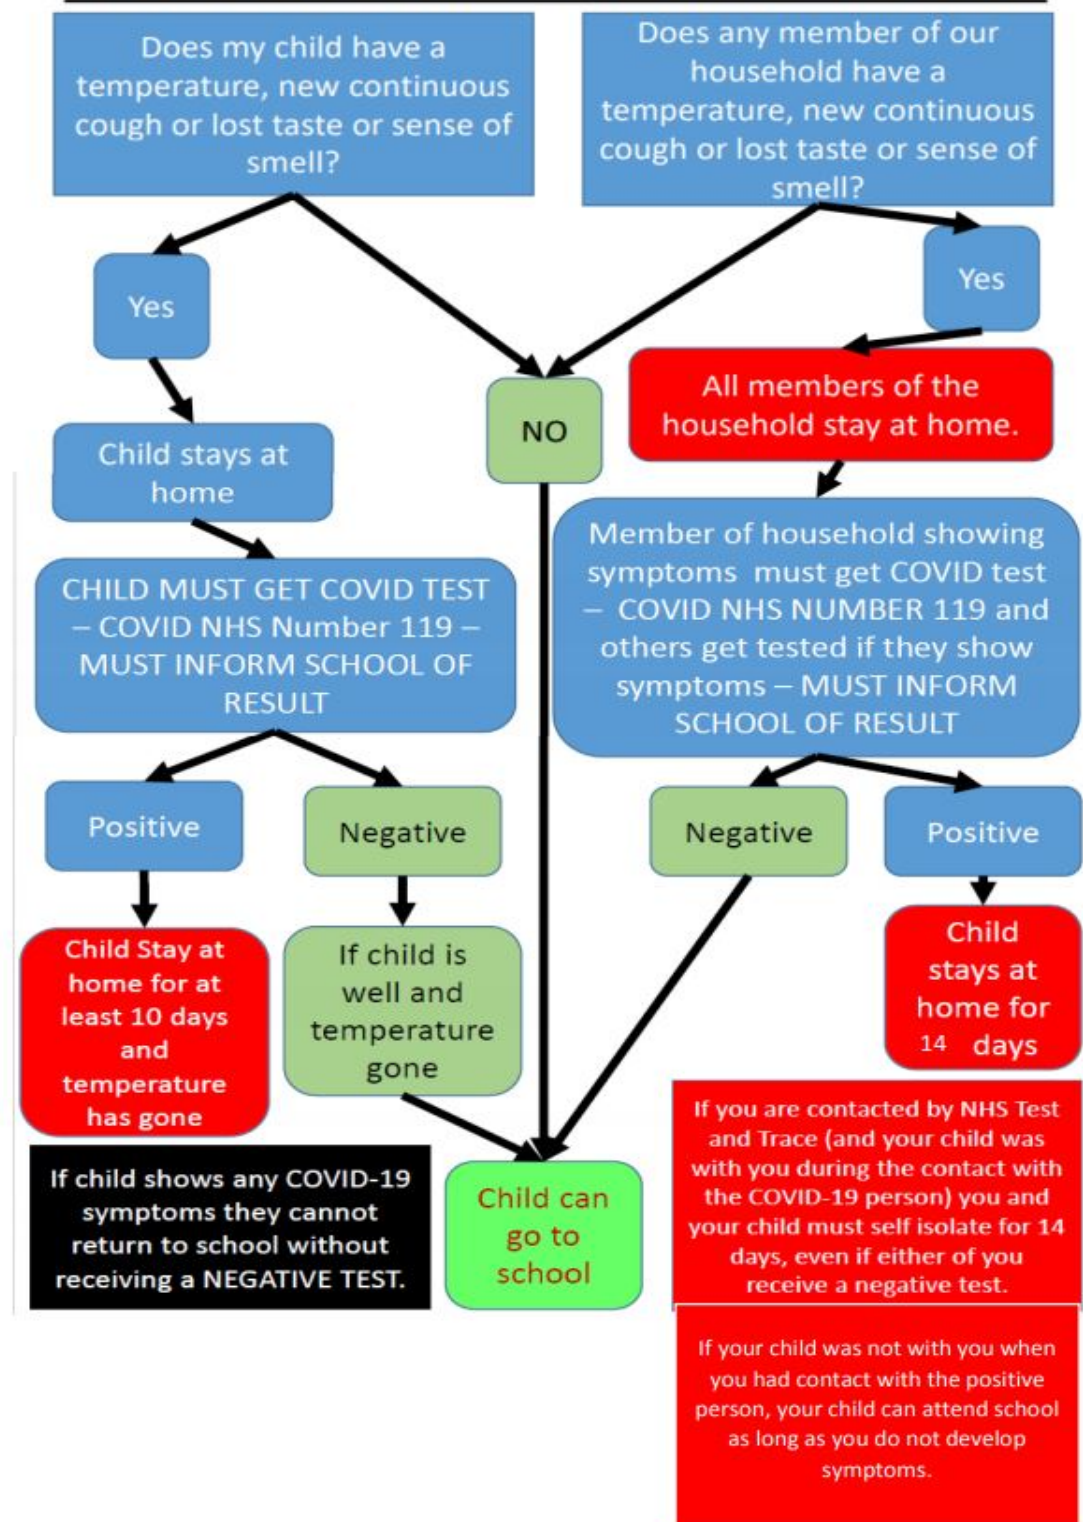 Does my child have a
temperature, new continuous
cough or lost taste or sense of
smell?
Does any member of our
household have a
temperature, new continuous
cough or lost taste or sense of
smell?
Yes
Yes
NO
All members of the
household stay at home.
Child stays at
home
Member of household showing
symptoms must get COVID test
– COVID NHS NUMBER 119 and
others get tested if they show
symptoms – MUST INFORM
SCHOOL OF RESULT
CHILD MUST GET COVID TEST
– COVID NHS Number 119 –
MUST INFORM SCHOOL OF
RESULT
Positive
Negative
Negative
Positive
Child Stay at
home for at
least 10 days
and
temperature
has gone
If child is
well and
temperature
gone
Child
stays at
home for
14 days
If child shows any COVID-19
symptoms they cannot
return to school without
receiving a NEGATIVE TEST.
Child can
go to
school
If you are contacted by NHS Test
and Trace (and your child was
with you during the contact with
the COVID-19 person) you and
your child must self isolate for 14
days, even if either of you
receive a negative test.
If your child was not with you when
you had contact with the positive
person, your child can attend school
as long as you do not develop
symptoms.